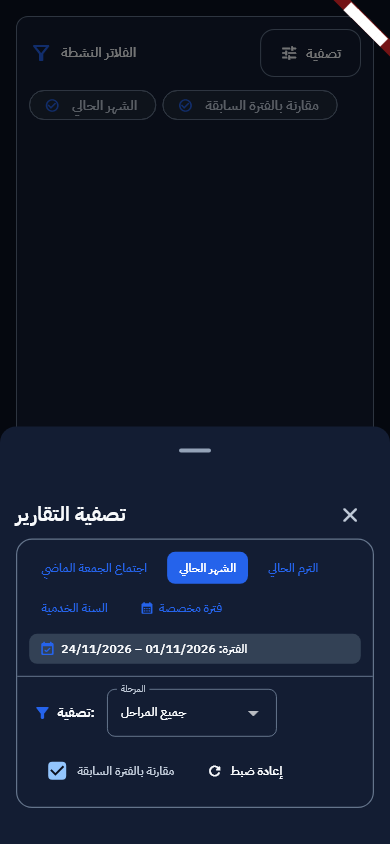 الفلاتر النشطة
تصفية
الشهر الحالي
مقارنة بالفترة السابقة
تصفية التقارير
اجتماع الجمعة الماضي
الشهر الحالي
الترم الحالي
السنة الخدمية
فترة مخصصة
الفترة: 01/11/2026 – 24/11/2026
المرحلة
تصفية:
جميع المراحل
مقارنة بالفترة السابقة
إعادة ضبط